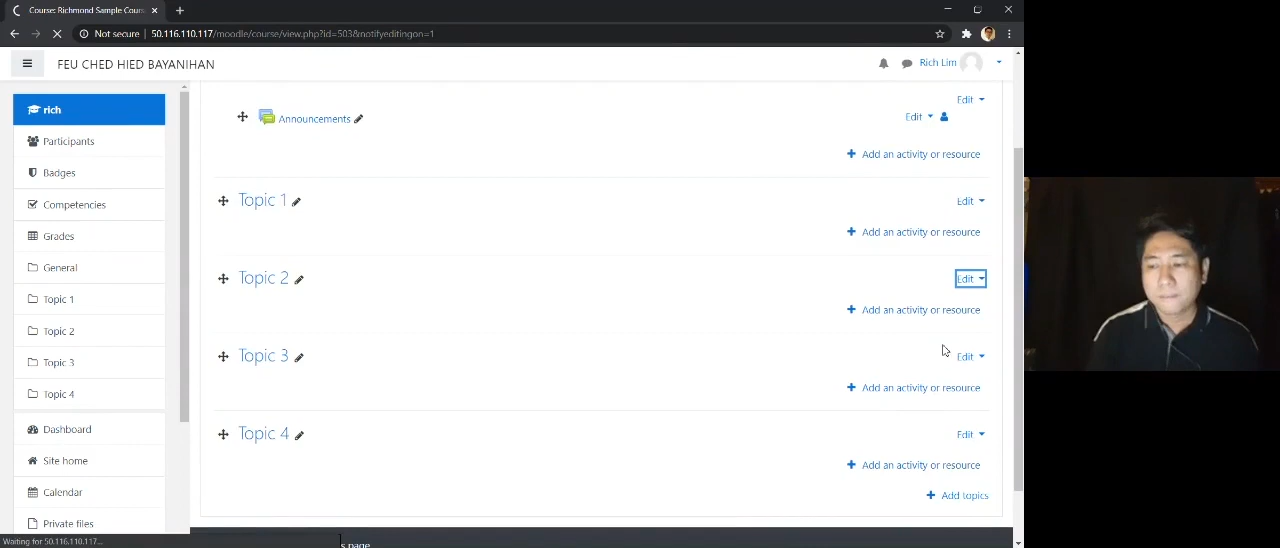 Course: Richmond Sample Cours
Not secure
50.116.110.117/moodle/course/view.php?id=503&notifyeditingon=1
FEU CHED HIED BAYANIHAN
Rich Lim
rich
Participants
Badges
Competencies
Grades
General
Topic 1
Topic 2
Topic 3
Topic 4
Dashboard
Site home
Calendar
Private files
Edit
Announcements
Edit
Add an activity or resource
Topic 1
Edit
Add an activity or resource
Topic 2
Edit
Add an activity or resource
Topic 3
Edit
Add an activity or resource
Topic 4
Edit
Add an activity or resource
Add topics
Waiting for 50.116.110.117...
s page